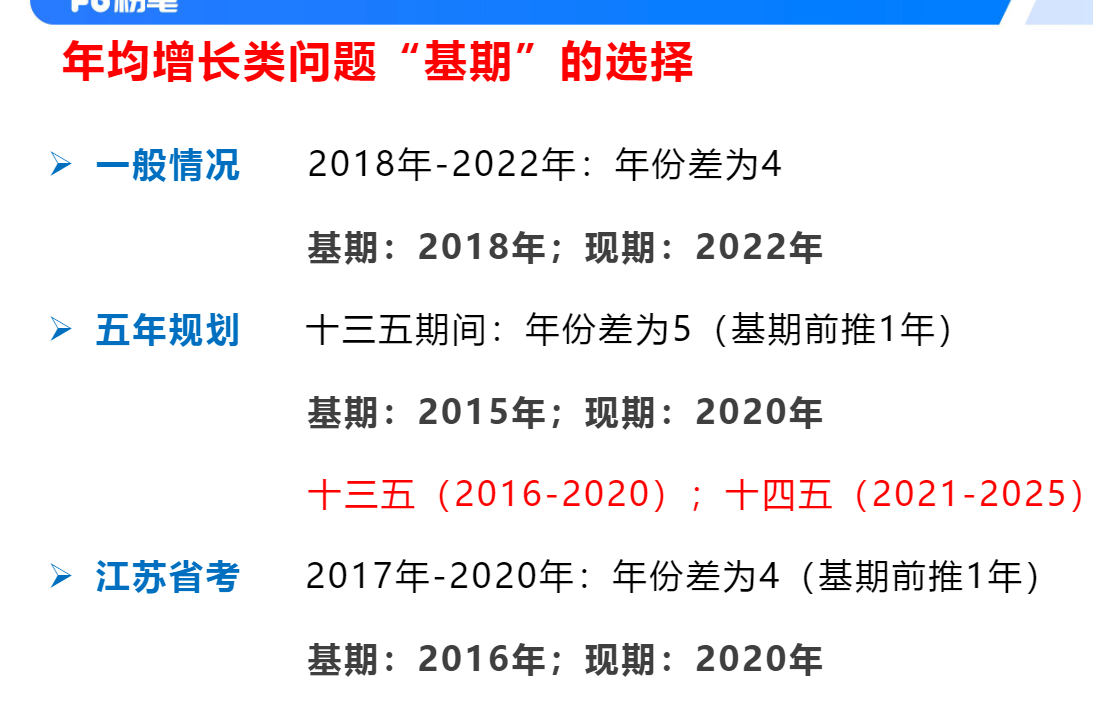 粉笔
年均增长类问题“基期”的选择
一般情况 2018年-2022年：年份差为4
基期：2018年；现期：2022年
五年规划 十三五期间：年份差为5（基期前推1年）
基期：2015年；现期：2020年
十三五（2016-2020）；十四五（2021-2025）
江苏省考 2017年-2020年：年份差为4（基期前推1年）
基期：2016年；现期：2020年